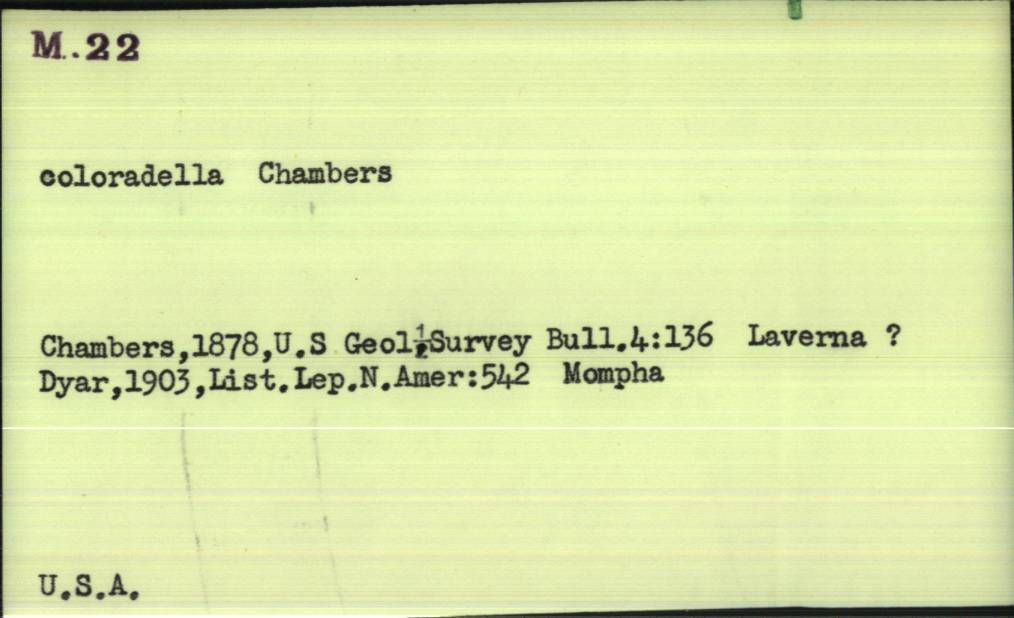 M.22
coloradella Chambers
Chambers,1878,U.S Geol½Survey Bull.4:136 Laverna ?
Dyar,1903,List.Lep.N.Amer:542 Mompha
U.S.A.